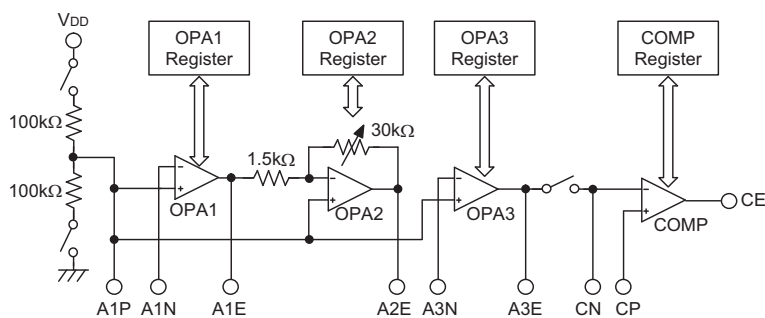 VDD
OPA1
Register
OPA2
Register
OPA3
Register
COMP
Register
100kΩ
100kΩ
1.5kΩ
30kΩ
OPA1
OPA2
OPA3
COMP
CE
A1P
A1N
A1E
A2E
A3N
A3E
CN
CP